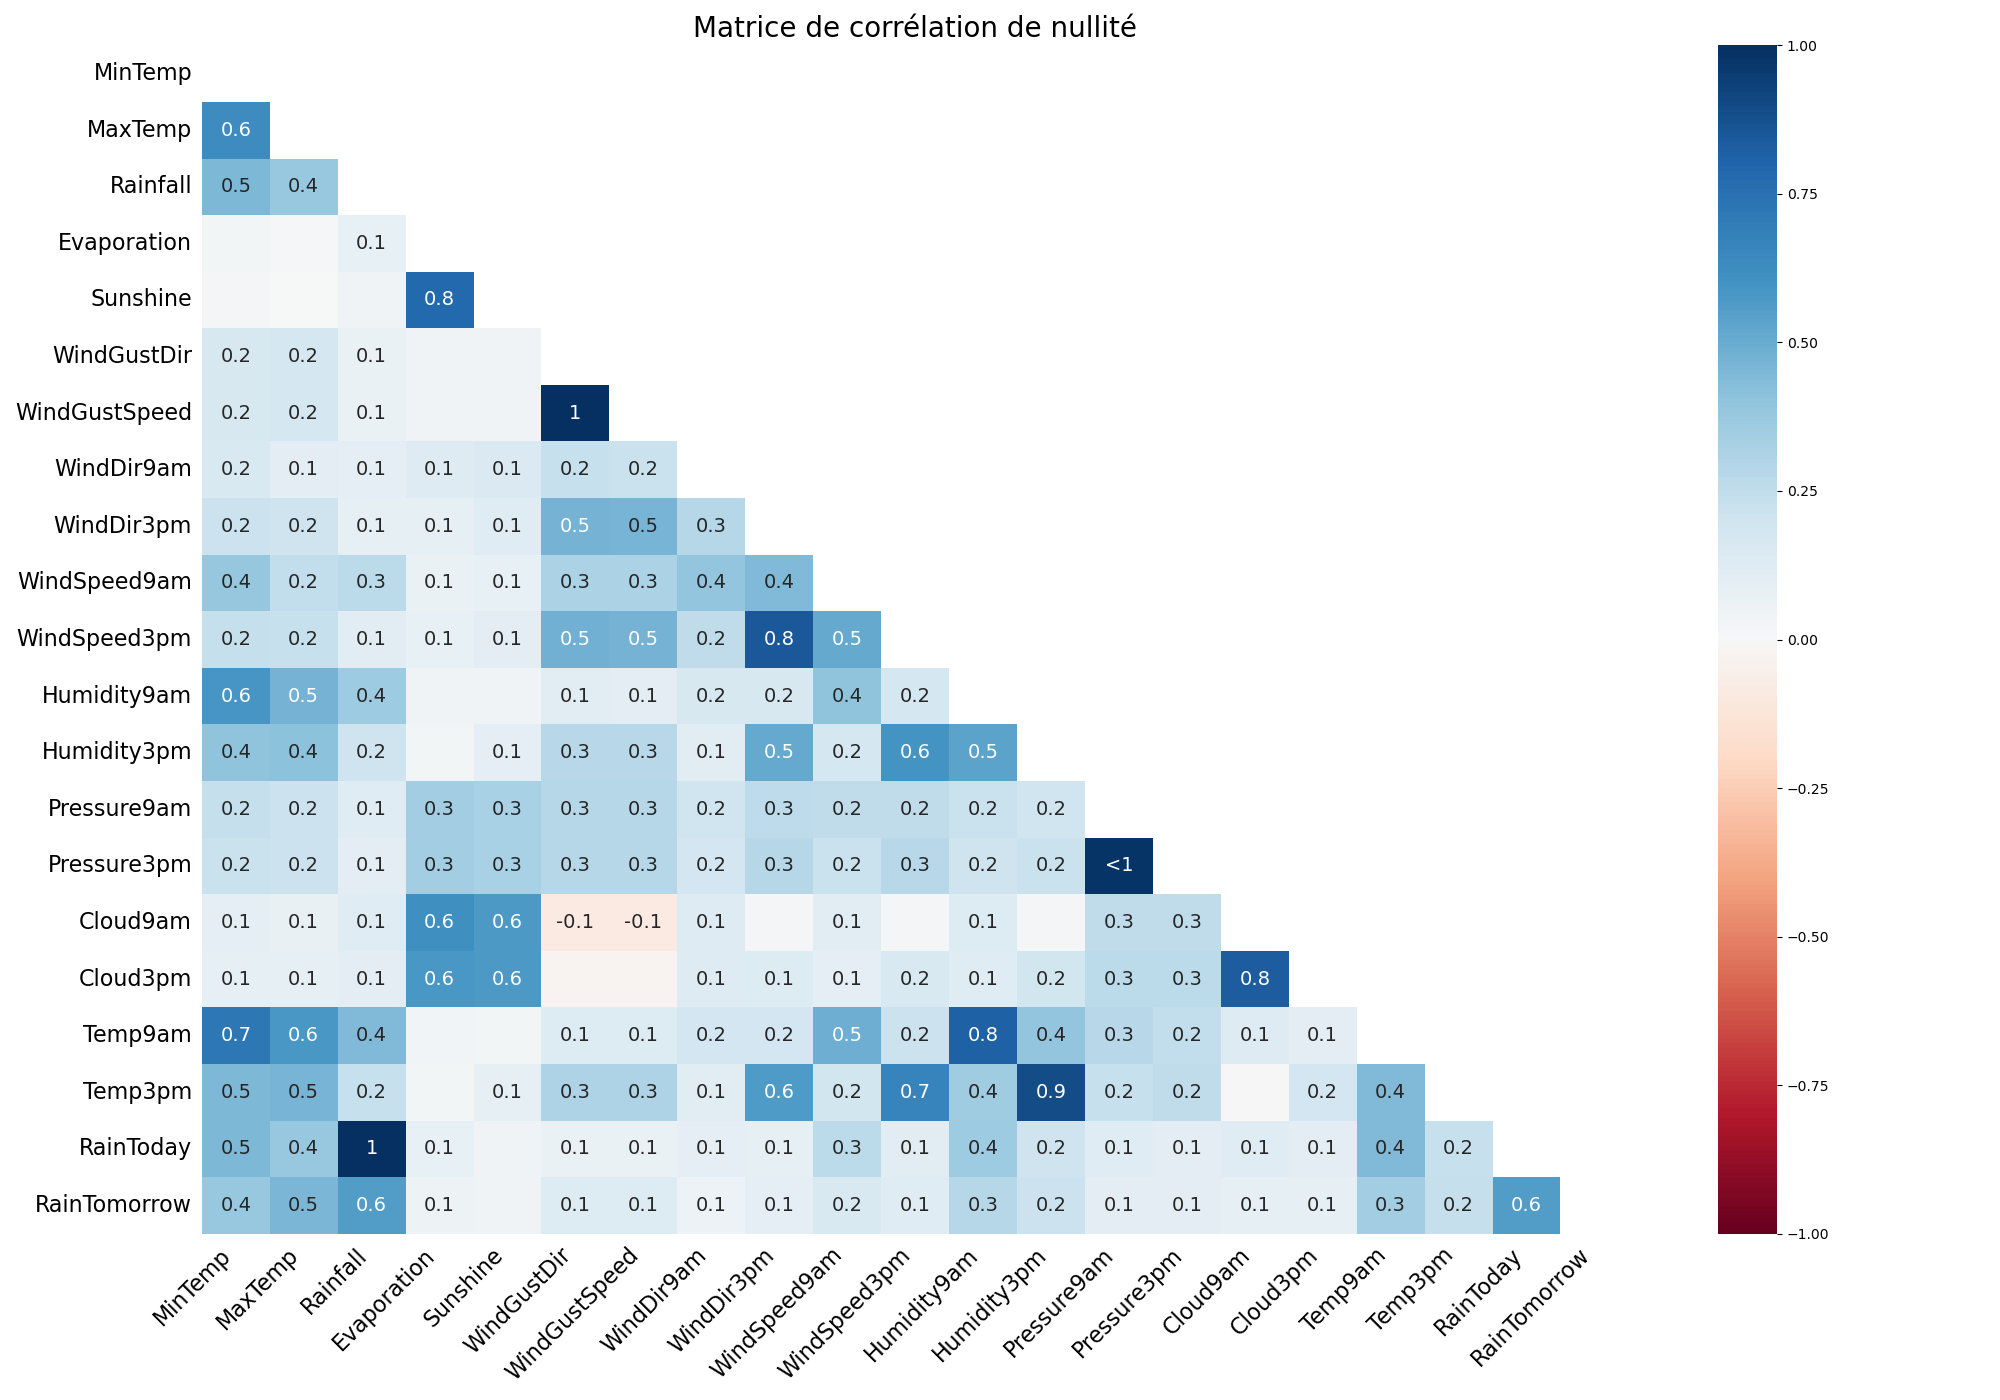 Matrice de corrélation de nullité
MinTemp
MaxTemp 0.6
Rainfall 0.5 0.4
Evaporation 0.1
Sunshine 0.8
WindGustDir 0.2 0.2 0.1
WindGustSpeed 0.2 0.2 0.1 1
WindDir9am 0.2 0.1 0.1 0.1 0.1 0.2 0.2
WindDir3pm 0.2 0.2 0.1 0.1 0.1 0.5 0.5 0.3
WindSpeed9am 0.4 0.2 0.3 0.1 0.1 0.3 0.3 0.4 0.4
WindSpeed3pm 0.2 0.2 0.1 0.1 0.1 0.5 0.5 0.2 0.8 0.5
Humidity9am 0.6 0.5 0.4 0.1 0.1 0.2 0.2 0.4 0.2
Humidity3pm 0.4 0.4 0.2 0.1 0.3 0.3 0.1 0.5 0.2 0.6 0.5
Pressure9am 0.2 0.2 0.1 0.3 0.3 0.3 0.3 0.2 0.3 0.2 0.2 0.2 0.2
Pressure3pm 0.2 0.2 0.1 0.3 0.3 0.3 0.3 0.2 0.3 0.2 0.3 0.2 0.2 <1
Cloud9am 0.1 0.1 0.1 0.6 0.6 -0.1 -0.1 0.1 0.1 0.1 0.3 0.3
Cloud3pm 0.1 0.1 0.1 0.6 0.6 0.1 0.1 0.1 0.2 0.1 0.2 0.3 0.3 0.8
Temp9am 0.7 0.6 0.4 0.1 0.1 0.2 0.2 0.5 0.2 0.8 0.4 0.3 0.2 0.1 0.1
Temp3pm 0.5 0.5 0.2 0.1 0.3 0.3 0.1 0.6 0.2 0.7 0.4 0.9 0.2 0.2 0.2 0.4
RainToday 0.5 0.4 1 0.1 0.1 0.1 0.1 0.1 0.3 0.1 0.4 0.2 0.1 0.1 0.1 0.1 0.4 0.2
RainTomorrow 0.4 0.5 0.6 0.1 0.1 0.1 0.1 0.1 0.2 0.1 0.3 0.2 0.1 0.1 0.1 0.1 0.3 0.2 0.6
MinTemp
MaxTemp
Rainfall
Evaporation
Sunshine
WindGustDir
WindGustSpeed
WindDir9am
WindDir3pm
WindSpeed9am
WindSpeed3pm
Humidity9am
Humidity3pm
Pressure9am
Pressure3pm
Cloud9am
Cloud3pm
Temp9am
Temp3pm
RainToday
RainTomorrow
1.00
0.75
0.50
0.25
0.00
−0.25
−0.50
−0.75
−1.00